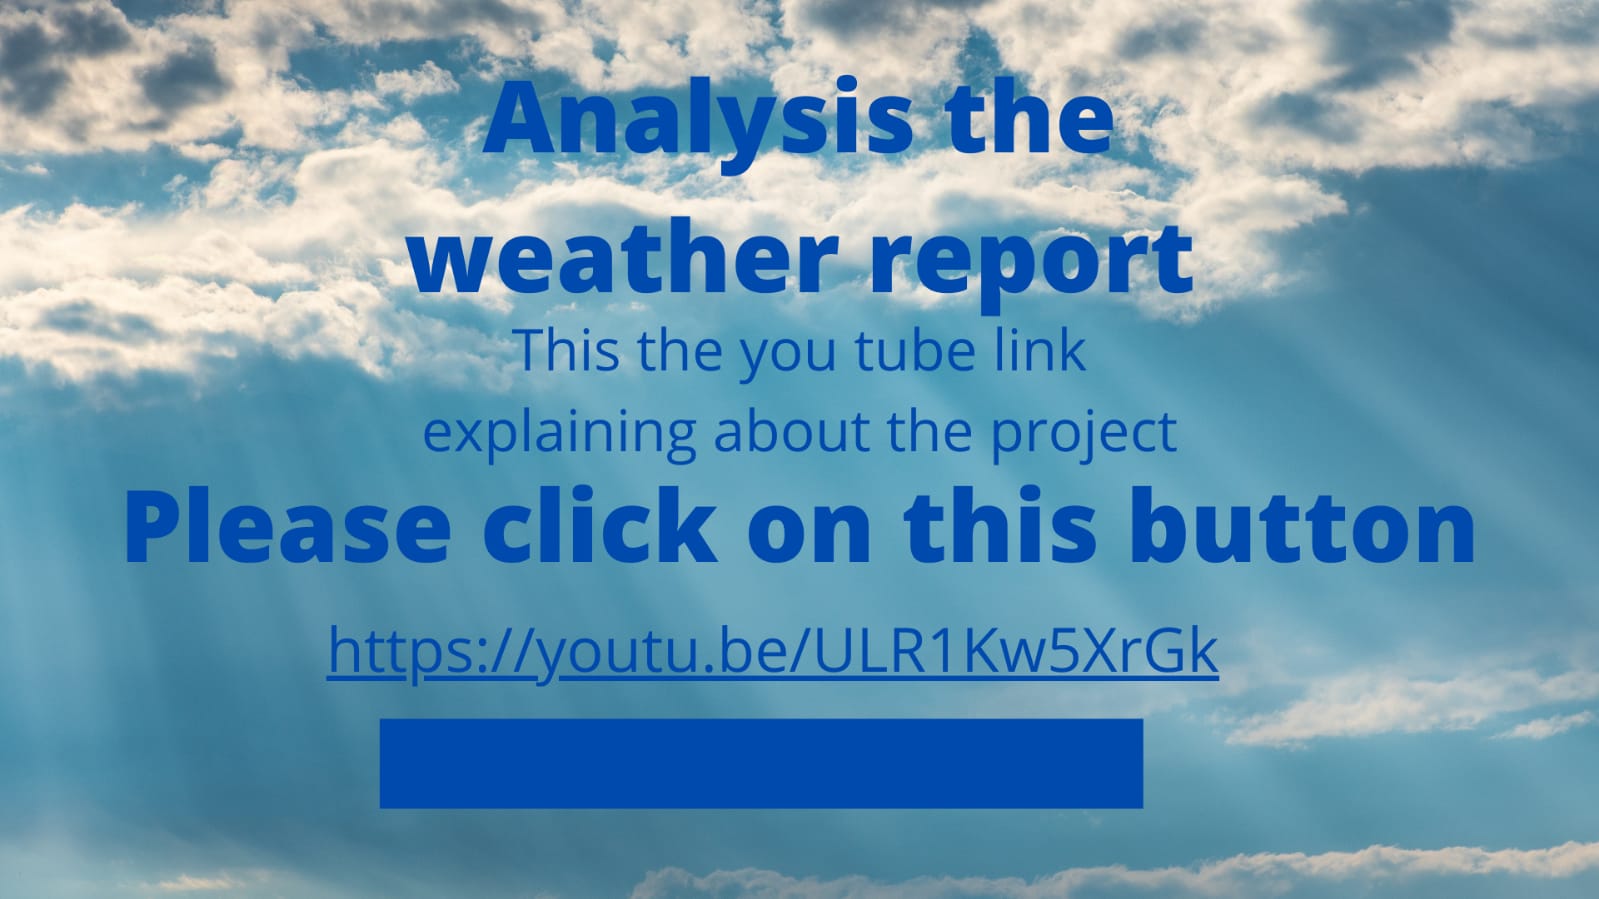 Analysis the
weather report
This the you tube link
explaining about the project
Please click on this button
https://youtu.be/ULR1Kw5XrGk